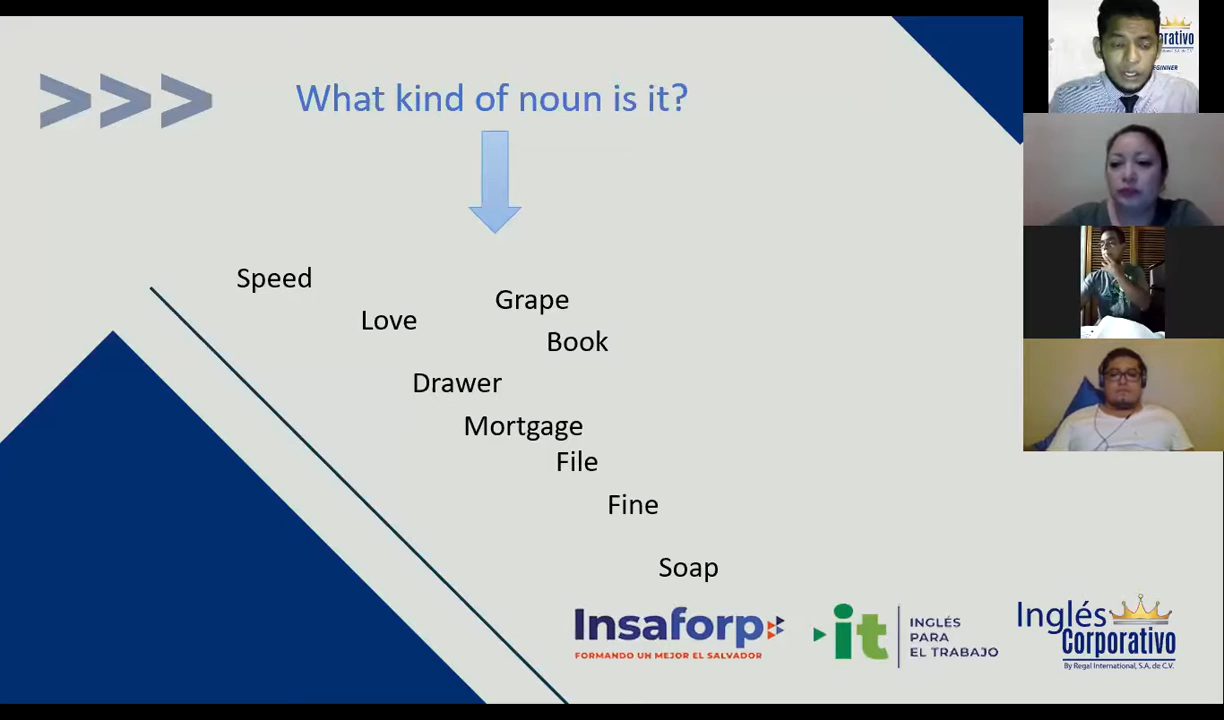 >>> What kind of noun is it?
Speed
Grape
Love
Book
Drawer
Mortgage
File
Fine
Soap
Insaforp
FORMANDO UN MEJOR EL SALVADOR
it
INGLÉS
PARA
EL TRABAJO
Inglés
Corporativo
By Regal International, S.A. de C.V.